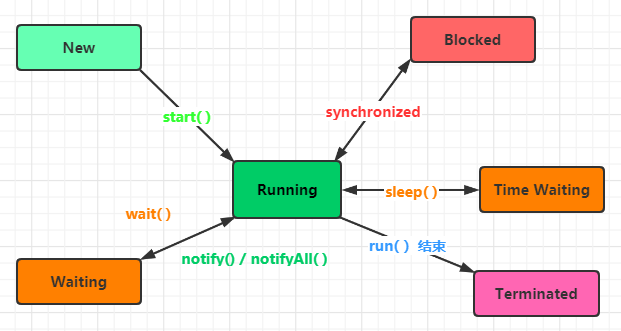 New
Blocked
start( )
synchronized
Running
sleep( )
Time Waiting
wait( )
notify() / notifyAll( )
run( ) 结束
Waiting
Terminated